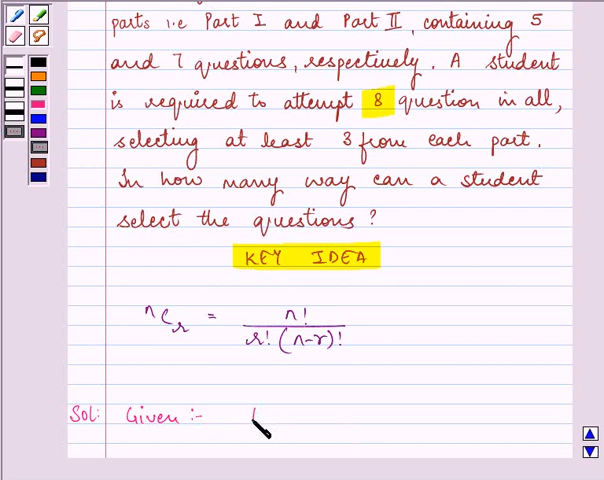 parts i.e Part I and Part II, containing 5
and 7 questions, respectively. A student
is required to attempt 8 question in all,
selecting at least 3 from each part.
In how many way can a student
select the questions?
KEY IDEA
ⁿCᵣ = n! / r! (n-r)!
Sol: Given :-